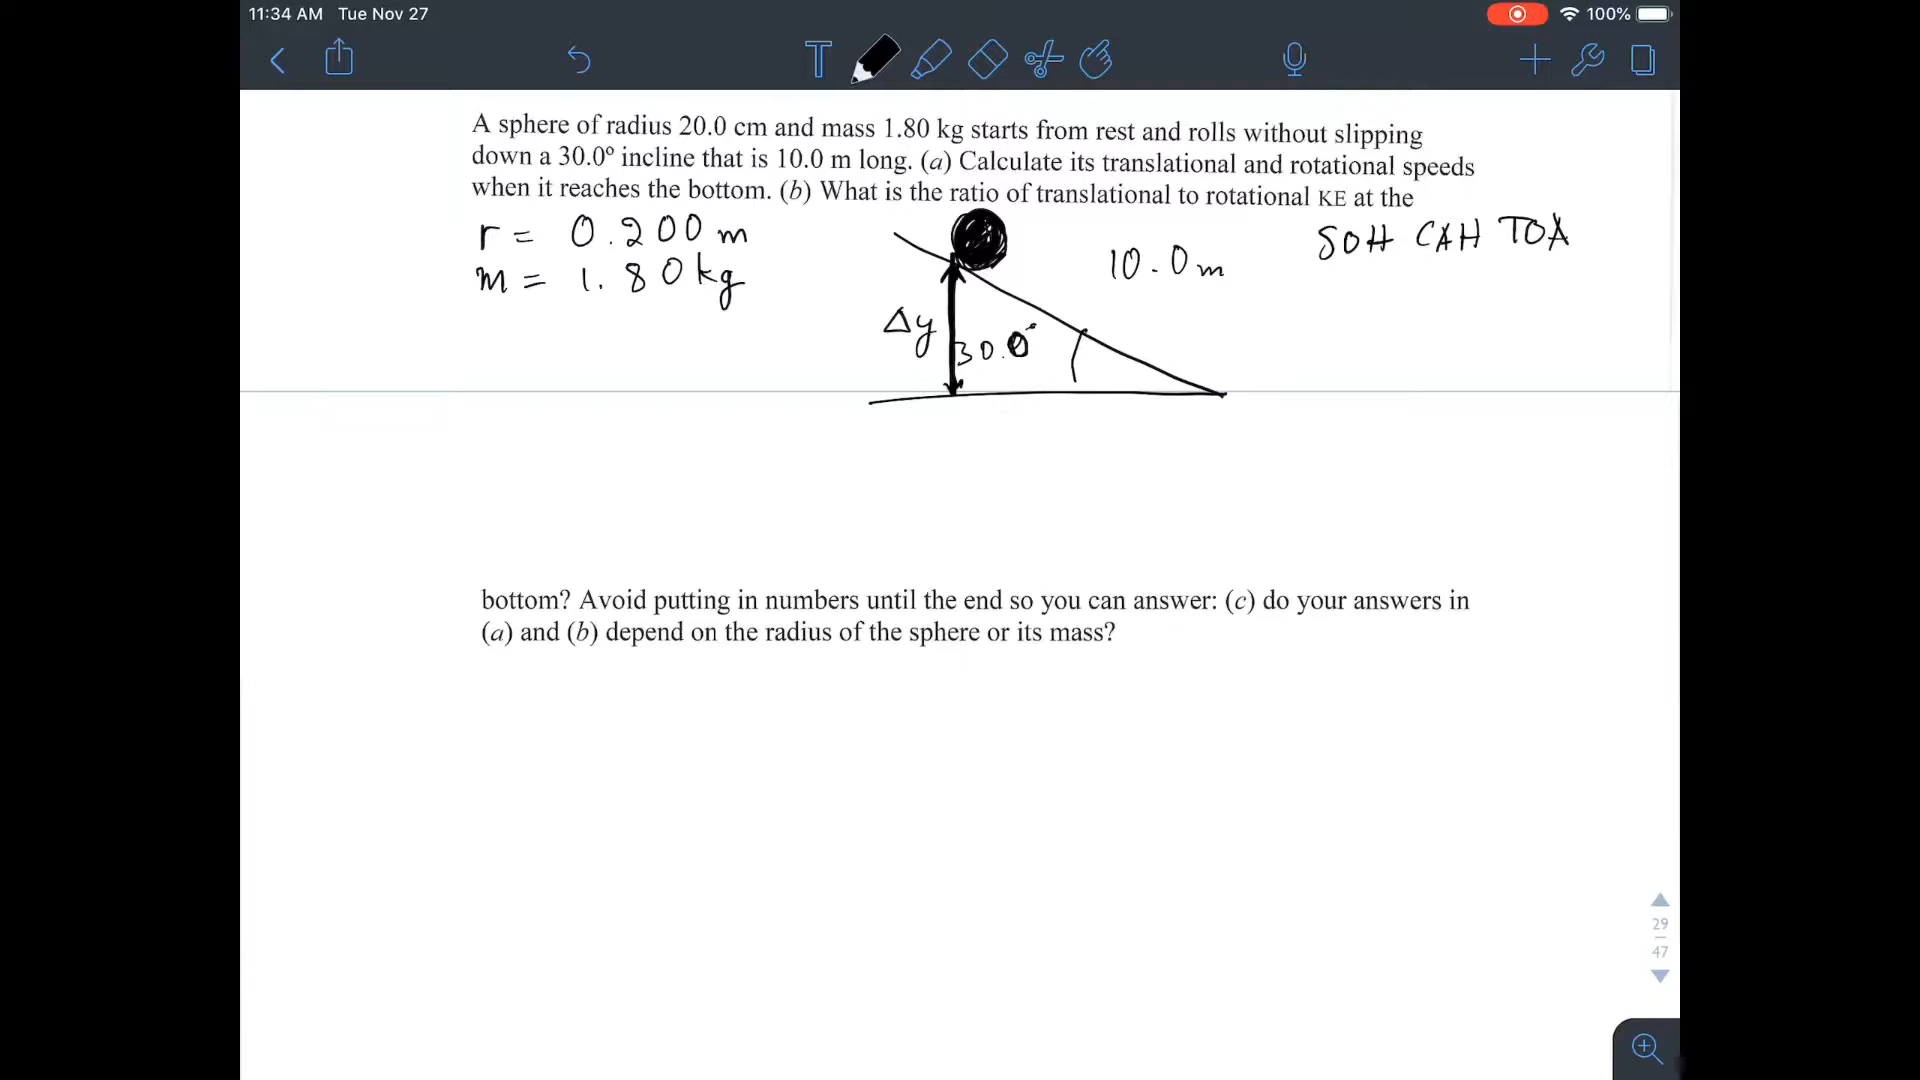 11:34 AM Tue Nov 27 100%
T
A sphere of radius 20.0 cm and mass 1.80 kg starts from rest and rolls without slipping
down a 30.0º incline that is 10.0 m long. (a) Calculate its translational and rotational speeds
when it reaches the bottom. (b) What is the ratio of translational to rotational KE at the
r = 0.200 m
m = 1.80 kg
Δy
30.0°
10.0 m
SOH CAH TOA
bottom? Avoid putting in numbers until the end so you can answer: (c) do your answers in
(a) and (b) depend on the radius of the sphere or its mass?
29
47